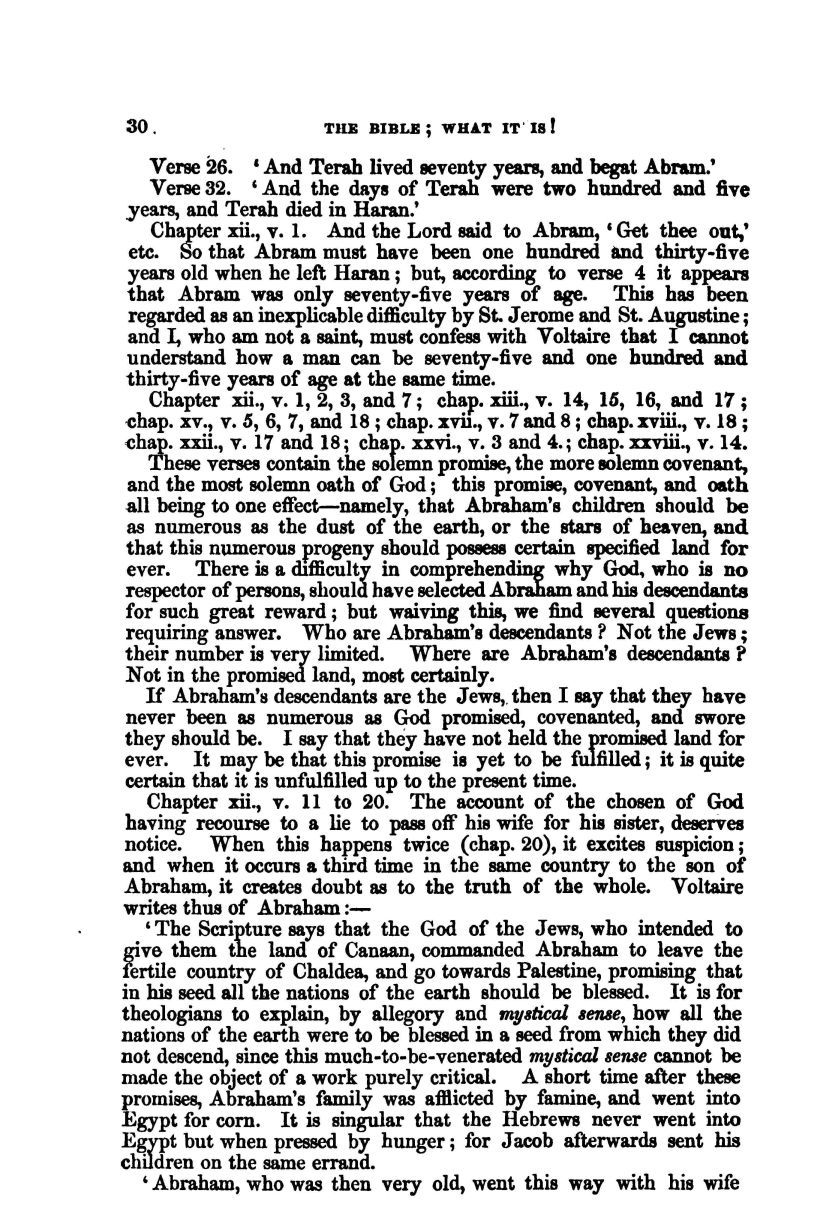 30. THE BIBLE; WHAT IT IS!
Verse 26. ‘And Terah lived seventy years, and begat Abram.’
Verse 32. ‘And the days of Terah were two hundred and five
years, and Terah died in Haran.’
Chapter xii., v. 1. And the Lord said to Abram, ‘Get thee out,’
etc. So that Abram must have been one hundred and thirty-five
years old when he left Haran; but, according to verse 4 it appears
that Abram was only seventy-five years of age. This has been
regarded as an inexplicable difficulty by St. Jerome and St. Augustine;
and I, who am not a saint, must confess with Voltaire that I cannot
understand how a man can be seventy-five and one hundred and
thirty-five years of age at the same time.
Chapter xii., v. 1, 2, 3, and 7; chap. xiii., v. 14, 15, 16, and 17;
chap. xv., v. 5, 6, 7, and 18; chap. xvii., v. 7 and 8; chap. xviii., v. 18;
chap. xxii., v. 17 and 18; chap. xxvi., v. 3 and 4.; chap. xxviii., v. 14.
These verses contain the solemn promise, the more solemn covenant,
and the most solemn oath of God; this promise, covenant, and oath
all being to one effect—namely, that Abraham's children should be
as numerous as the dust of the earth, or the stars of heaven, and
that this numerous progeny should possess certain specified land for
ever. There is a difficulty in comprehending why God, who is no
respector of persons, should have selected Abraham and his descendants
for such great reward; but waiving this, we find several questions
requiring answer. Who are Abraham's descendants? Not the Jews;
their number is very limited. Where are Abraham's descendants?
Not in the promised land, most certainly.
If Abraham's descendants are the Jews, then I say that they have
never been as numerous as God promised, covenanted, and swore
they should be. I say that they have not held the promised land for
ever. It may be that this promise is yet to be fulfilled; it is quite
certain that it is unfulfilled up to the present time.
Chapter xii., v. 11 to 20. The account of the chosen of God
having recourse to a lie to pass off his wife for his sister, deserves
notice. When this happens twice (chap. 20), it excites suspicion;
and when it occurs a third time in the same country to the son of
Abraham, it creates doubt as to the truth of the whole. Voltaire
writes thus of Abraham:—
‘The Scripture says that the God of the Jews, who intended to
give them the land of Canaan, commanded Abraham to leave the
fertile country of Chaldea, and go towards Palestine, promising that
in his seed all the nations of the earth should be blessed. It is for
theologians to explain, by allegory and mystical sense, how all the
nations of the earth were to be blessed in a seed from which they did
not descend, since this much-to-be-venerated mystical sense cannot be
made the object of a work purely critical. A short time after these
promises, Abraham's family was afflicted by famine, and went into
Egypt for corn. It is singular that the Hebrews never went into
Egypt but when pressed by hunger; for Jacob afterwards sent his
children on the same errand.
‘Abraham, who was then very old, went this way with his wife